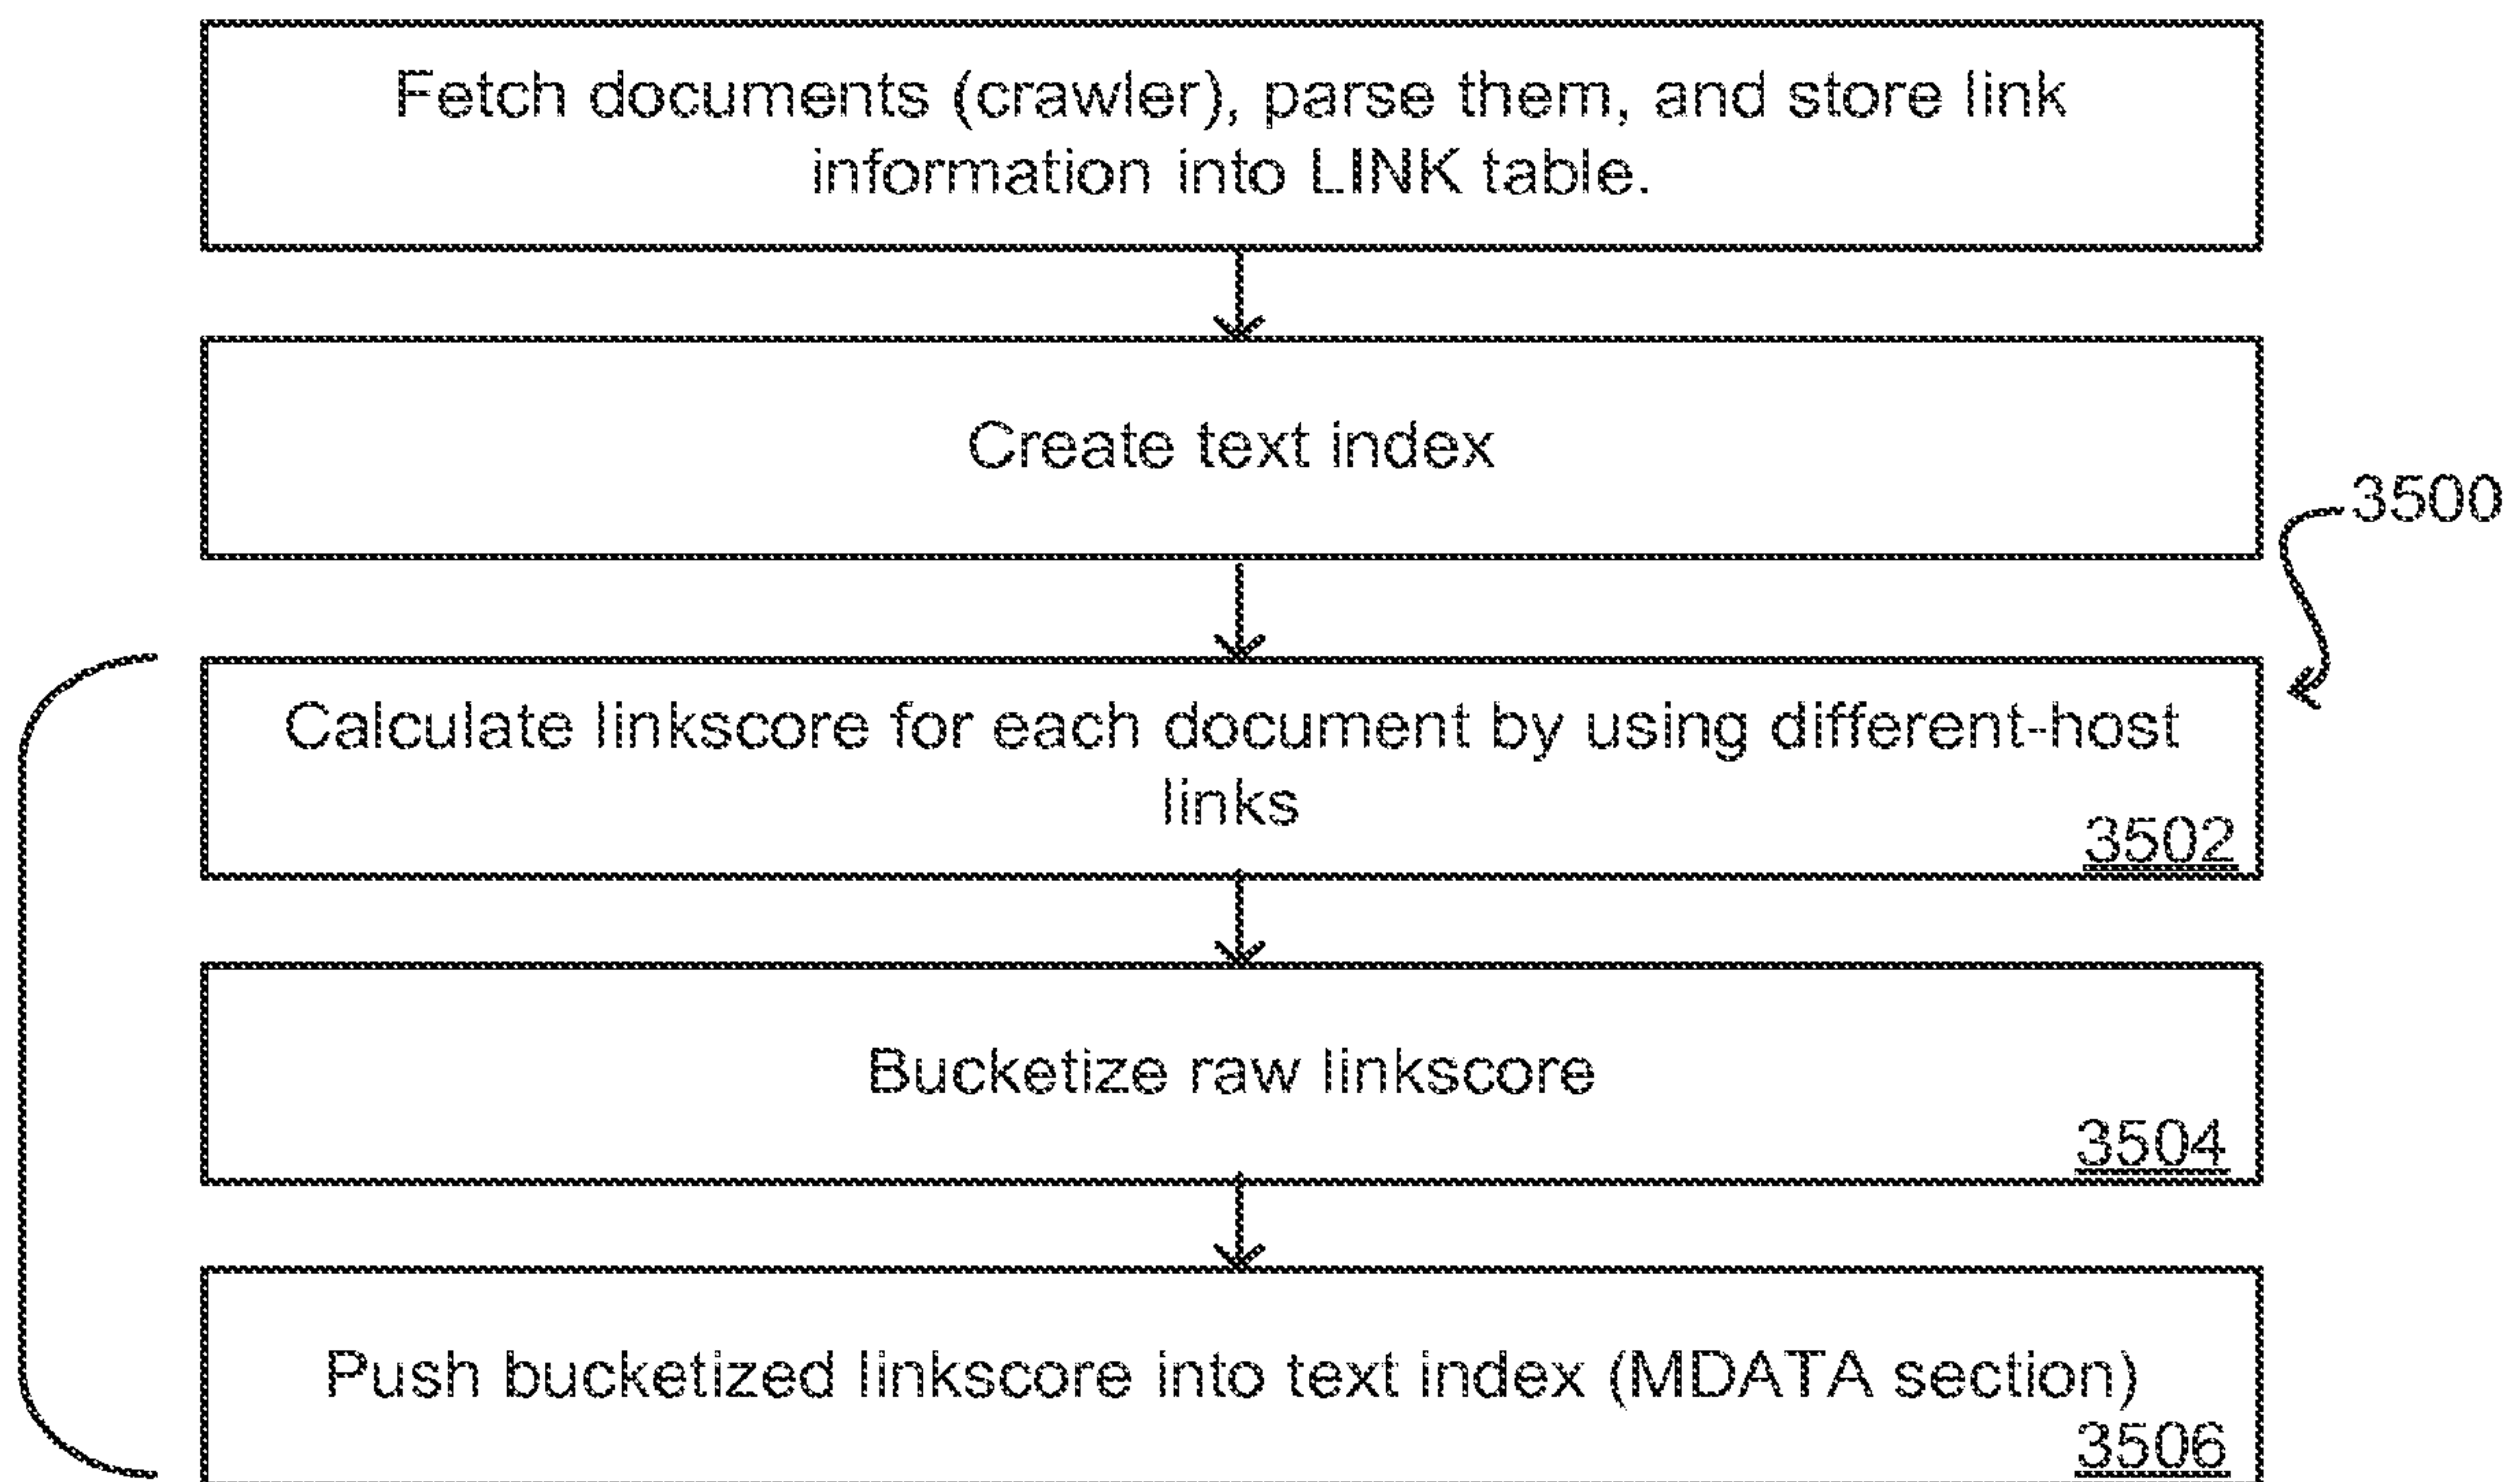 Fetch documents (crawler), parse them, and store link
information into LINK table.
Create text index
3500
Calculate linkscore for each document by using different-host
links
3502
Bucketize raw linkscore
3504
Push bucketized linkscore into text index (MDATA section)
3506